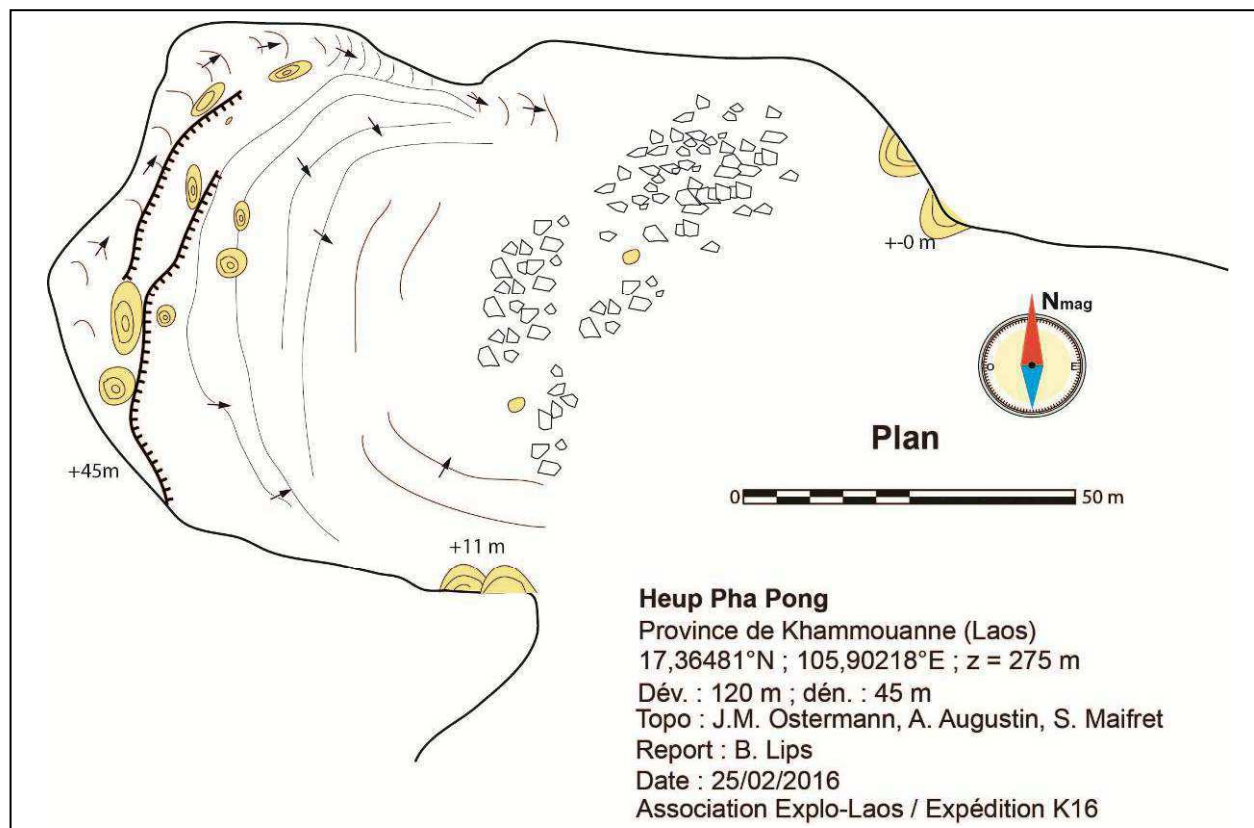 +-0 m
Nmag
O E
+45m
Plan
0 50 m
+11 m
Heup Pha Pong
Province de Khammouanne (Laos)
17,36481°N ; 105,90218°E ; z = 275 m
Dév. : 120 m ; dén. : 45 m
Topo : J.M. Ostermann, A. Augustin, S. Maifret
Report : B. Lips
Date : 25/02/2016
Association Explo-Laos / Expédition K16